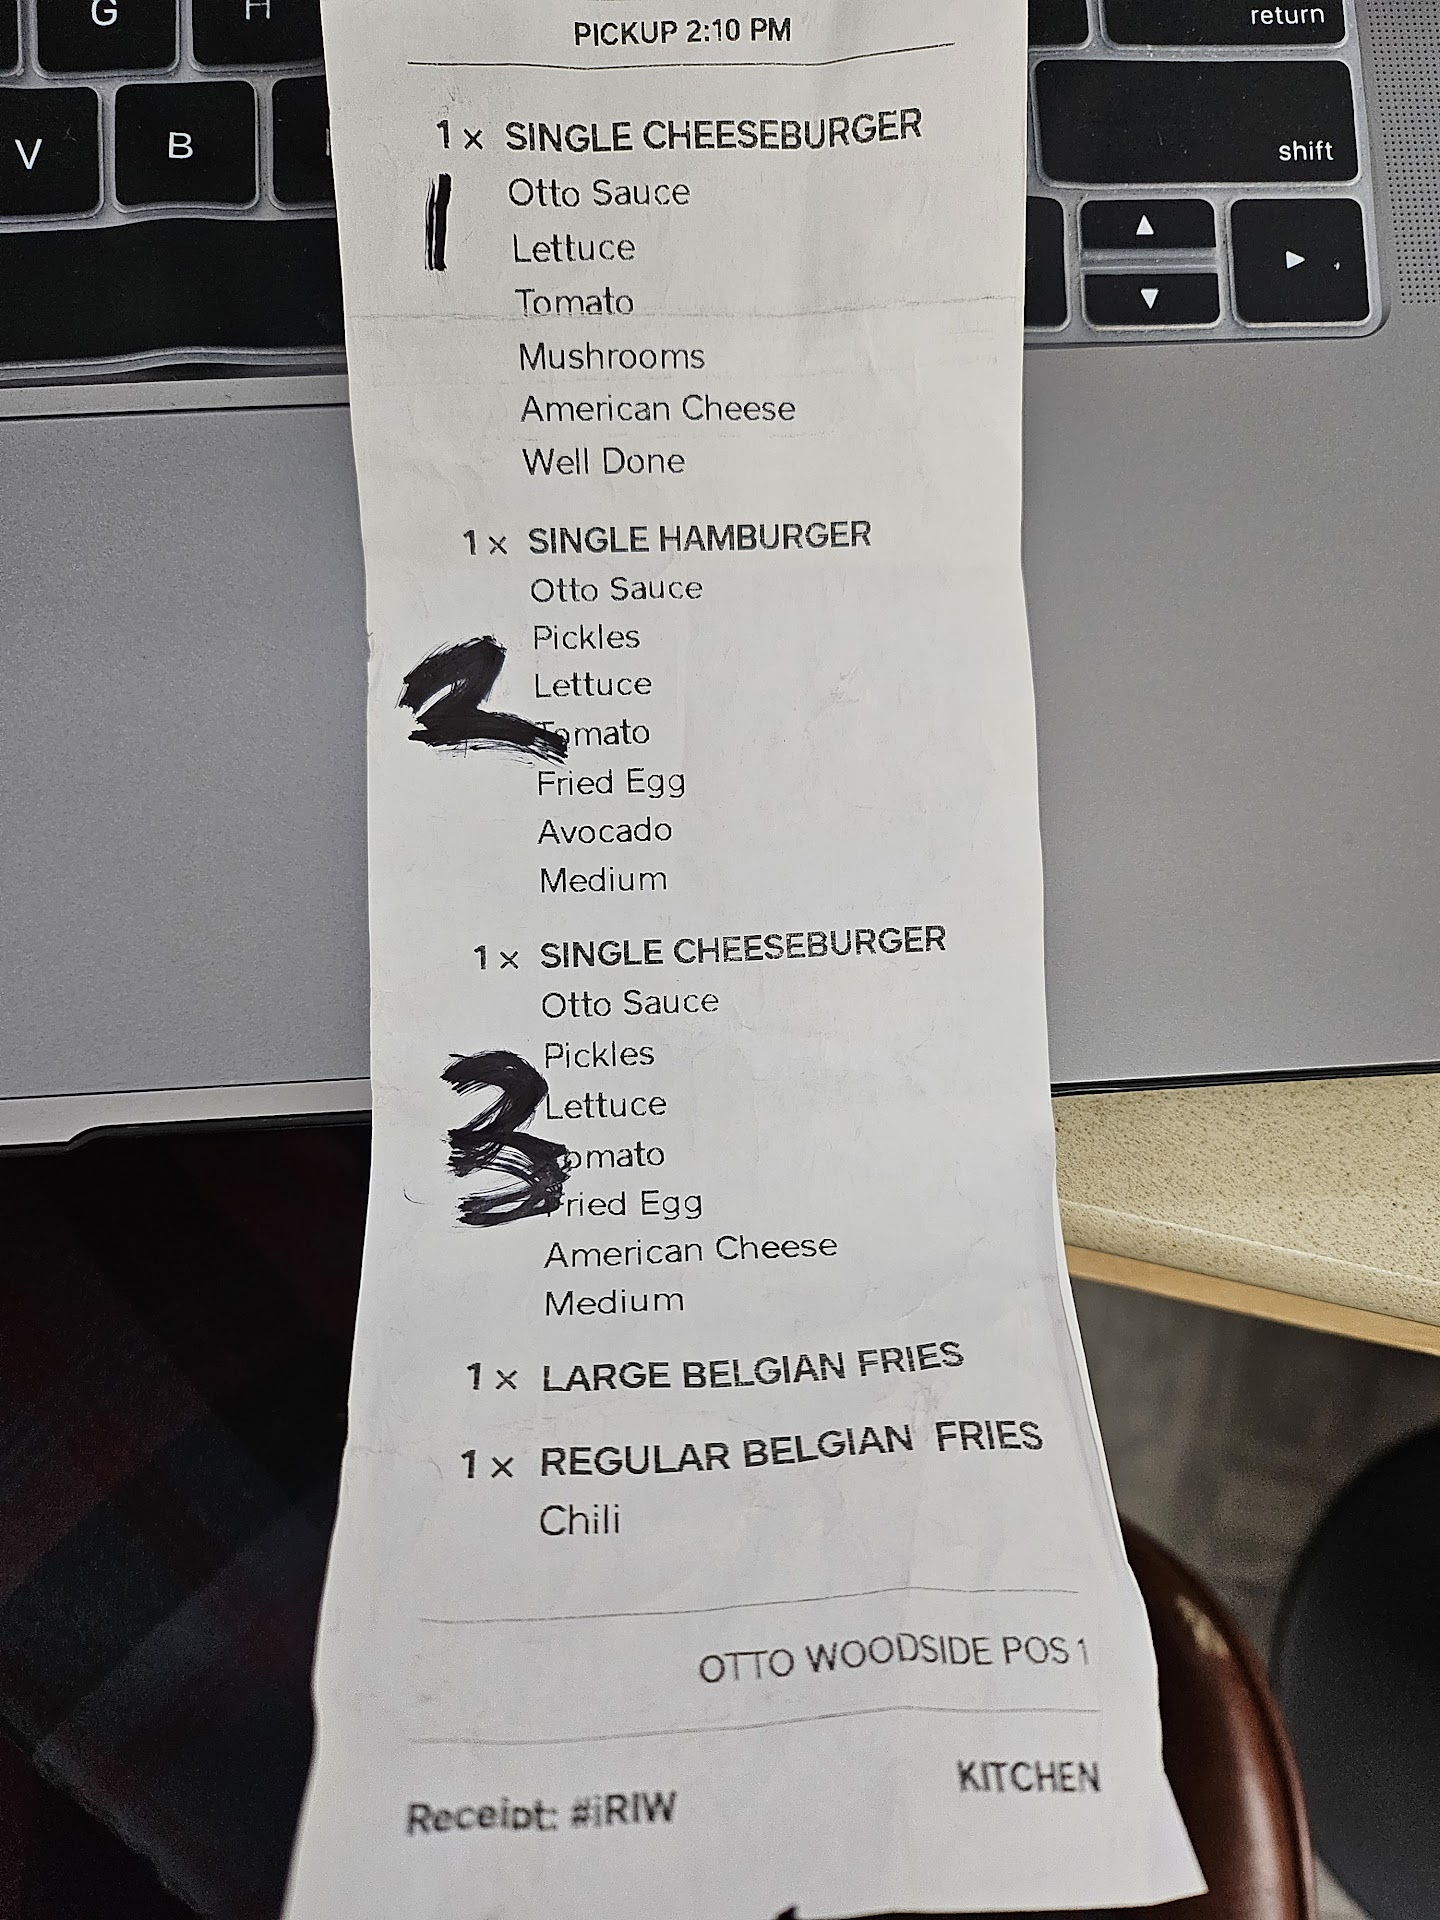 G H return
V B shift
PICKUP 2:10 PM
1 x SINGLE CHEESEBURGER
1
Otto Sauce
Lettuce
Tomato
Mushrooms
American Cheese
Well Done
1 x SINGLE HAMBURGER
Otto Sauce
Pickles
2
Lettuce
Tomato
Fried Egg
Avocado
Medium
1 x SINGLE CHEESEBURGER
Otto Sauce
Pickles
3
Lettuce
Tomato
Fried Egg
American Cheese
Medium
1 x LARGE BELGIAN FRIES
1 x REGULAR BELGIAN FRIES
Chili
OTTO WOODSIDE POS 1
KITCHEN
Receipt: #iRIW